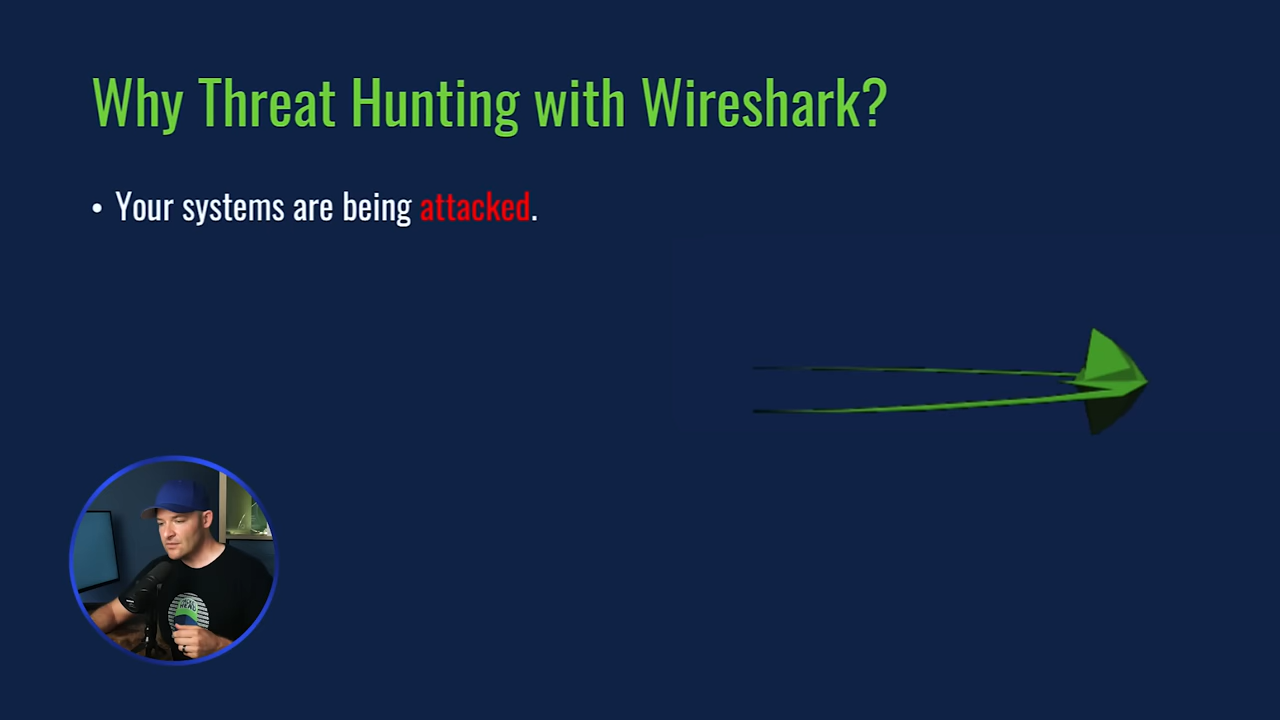 Why Threat Hunting with Wireshark?
• Your systems are being attacked.